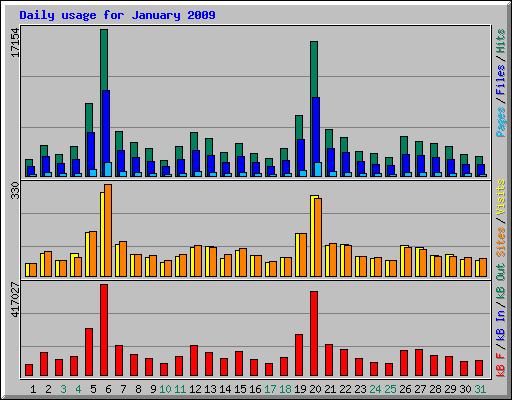 Daily usage for January 2009
17154
Pages / Files / Hits
330
Sites / Visits
417027
kB F / kB In / kB Out
1 2 3 4 5 6 7 8 9 10 11 12 13 14 15 16 17 18 19 20 21 22 23 24 25 26 27 28 29 30 31